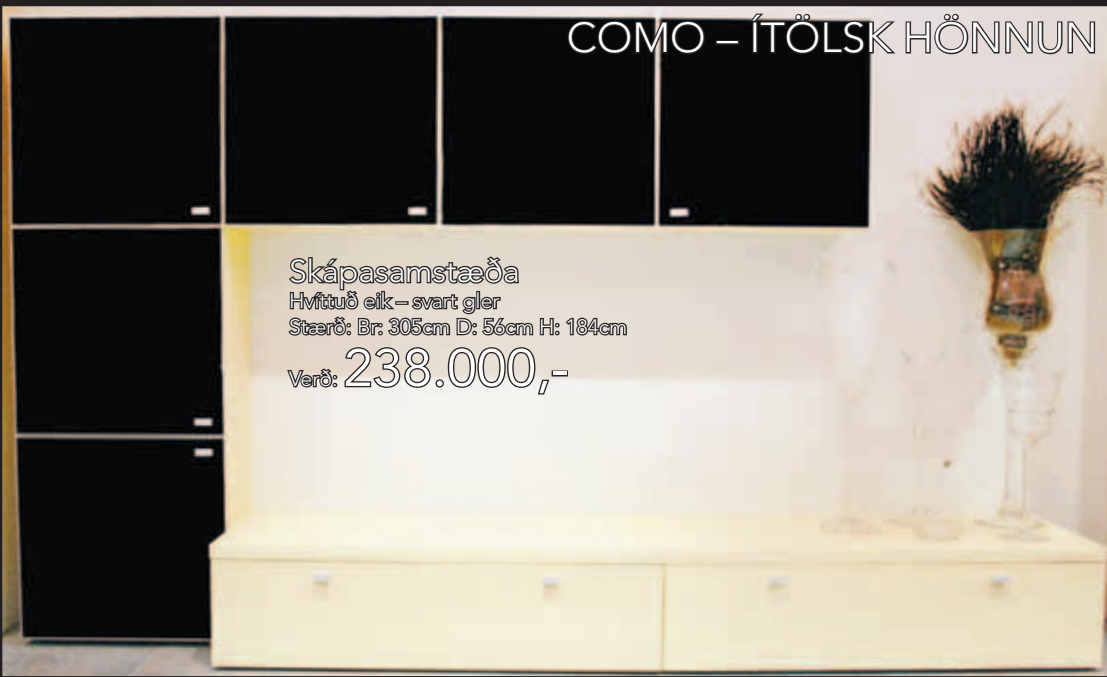 COMO – ÍTÖLSK HÖNNUN
Skápasamstæða
Hvíttuð eik – svart gler
Stærð: Br: 305cm D: 56cm H: 184cm
Verð: 238.000,-